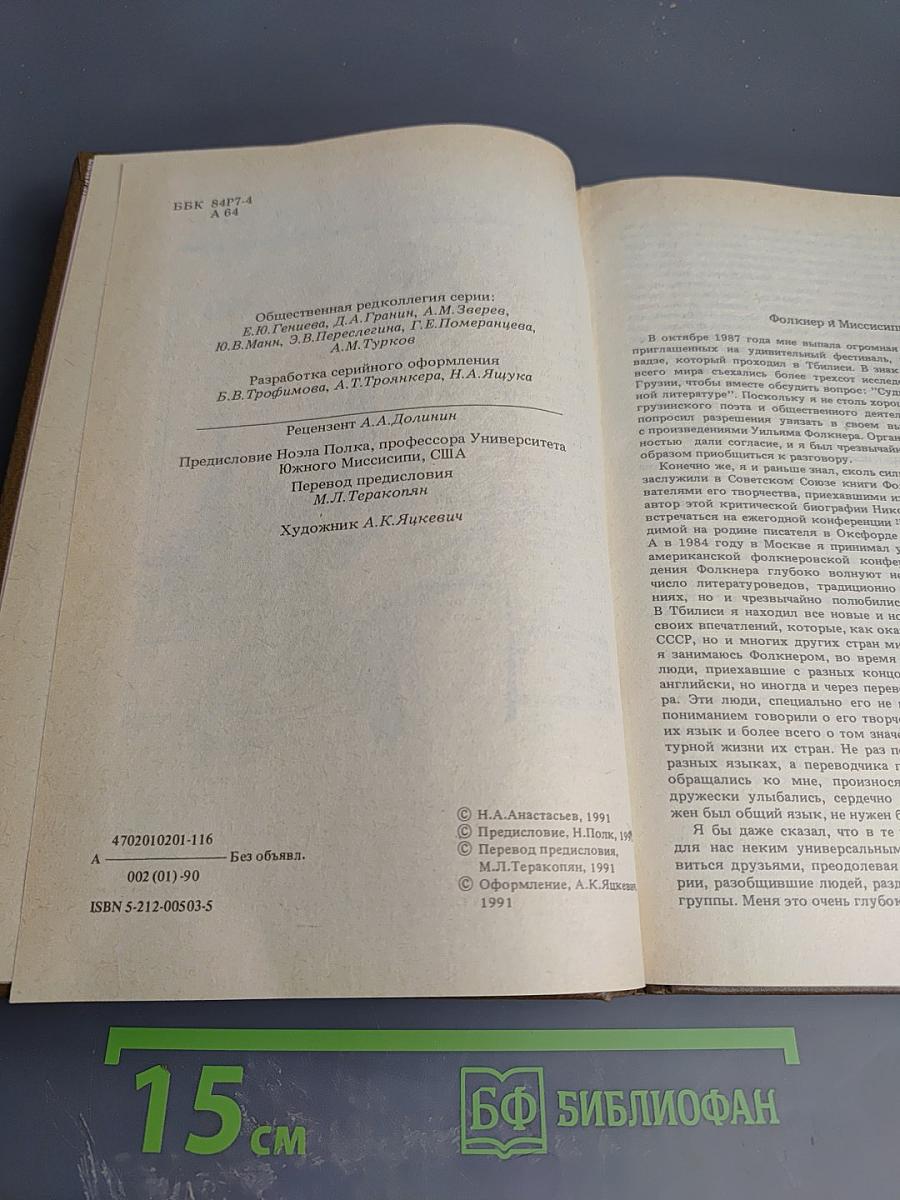 ББК 84Р7-4
А 64
Общественная редколлегия серии:
Е.Ю.Гениева, Д.А.Гранин, А.М.Зверев,
Ю.В.Манн, Э.В.Переслегина, Г.Е.Померанцева,
А.М.Турков
Разработка серийного оформления
Б.В.Трофимова, А.Т.Троянкера, Н.А.Ящука
Рецензент А.А.Долинин
Предисловие Ноэла Полка, профессора Университета
Южного Миссисипи, США
Перевод предисловия
М.Л.Теракопян
Художник А.К.Яцкевич
4702010201-116
А Без объявл.
002 (01) -90
ISBN 5-212-00503-5
© Н.А.Анастасьев, 1991
© Предисловие, Н.Полк, 199
© Перевод предисловия,
М.Л.Теракопян, 1991
© Оформление, А.К.Яцкеви
1991
Фолкнер й Миссисип
В октябре 1987 года мне выпала огромная
приглашенных на удивительный фестиваль,
вадзе, который проходил в Тбилиси. В знак
всего мира съехались более трехсот исслед
Грузии, чтобы вместе обсудить вопрос: "Суд
ной литературе". Поскольку я не столь хорош
грузинского поэта и общественного деятел
попросил разрешения увязать в своем вы
с произведениями Уильяма Фолкнера. Орган
ностью дали согласие, и я был чрезвычайн
образом приобщиться к разговору.
Конечно же, я и раньше знал, сколь сил
заслужили в Советском Союзе книги Фо
вателями его творчества, приехавшими из
автор этой критической биографии Нико
встречаться на ежегодной конференции "
димой на родине писателя в Оксфорде
А в 1984 году в Москве я принимал у
американской фолкнеровской конфе
дения Фолкнера глубоко волнуют не
число литературоведов, традиционно
ниях, но и чрезвычайно полюбились
В Тбилиси я находил все новые и но
своих впечатлений, которые, как ока
СССР, но и многих других стран ми
я занимаюсь Фолкнером, во время
люди, приехавшие с разных концо
английски, но иногда и через перев
ра. Эти люди, специально его не
пониманием говорили о его творч
их язык и более всего о том значе
турной жизни их стран. Не раз по
разных языках, а переводчика п
обращались ко мне, произнося
дружески улыбались, сердечно
жен был общий язык, не нужен б
Я бы даже сказал, что в те
для нас неким универсальным
виться друзьями, преодолевая
рии, разобщившие людей, разд
группы. Меня это очень глубок
15 см
БФ БИБЛИОФАН